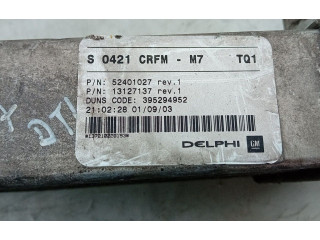 S 0421 CRFM - M7 TQ1
P/N: 52401027 rev.1
P/N: 13127137 rev.1
DUNS CODE: 395294952
21:02:28 01/09/03
DELPHI GM